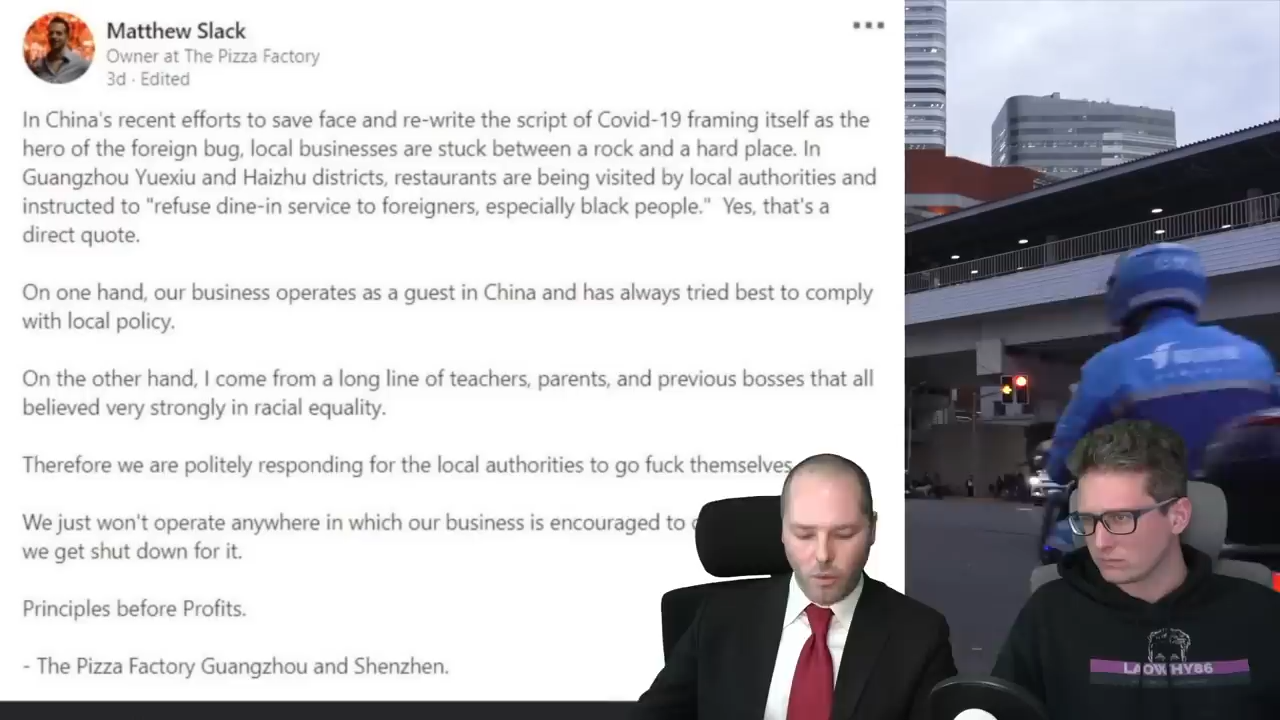 Matthew Slack
Owner at The Pizza Factory
3d · Edited
In China's recent efforts to save face and re-write the script of Covid-19 framing itself as the
hero of the foreign bug, local businesses are stuck between a rock and a hard place. In
Guangzhou Yuexiu and Haizhu districts, restaurants are being visited by local authorities and
instructed to "refuse dine-in service to foreigners, especially black people."  Yes, that's a
direct quote.
On one hand, our business operates as a guest in China and has always tried best to comply
with local policy.
On the other hand, I come from a long line of teachers, parents, and previous bosses that all
believed very strongly in racial equality.
Therefore we are politely responding for the local authorities to go fuck themselves
We just won't operate anywhere in which our business is encouraged to
we get shut down for it.
Principles before Profits.
- The Pizza Factory Guangzhou and Shenzhen.
LAOWHY86